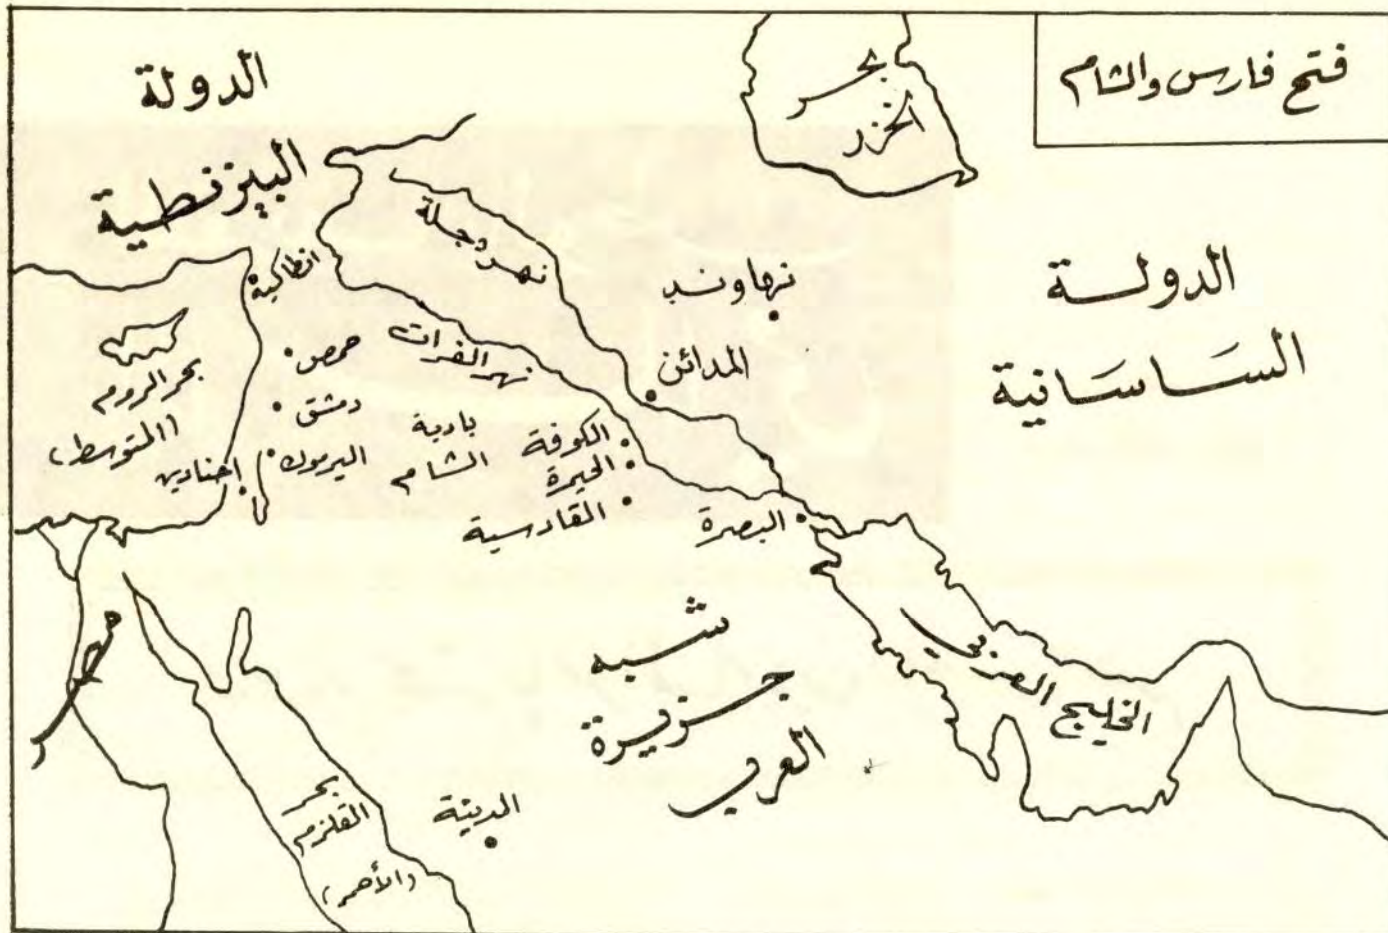 فتح فارس والشام
بحر
الخزر
الدولة
البيزنطية
نهر دجلة
انطاكية
نهاوند
الدولة
الساسانية
حمص
نهر الفرات
المدائن
بحر الروم
(المتوسط)
دمشق
بادية
الشام
الكوفة
اليرموك
اجنادين
الحيرة
القادسية
البصرة
مصر
شبه
جزيرة
العرب
الخليج العربي
بحر
القلزم
(الأحمر)
المدينة